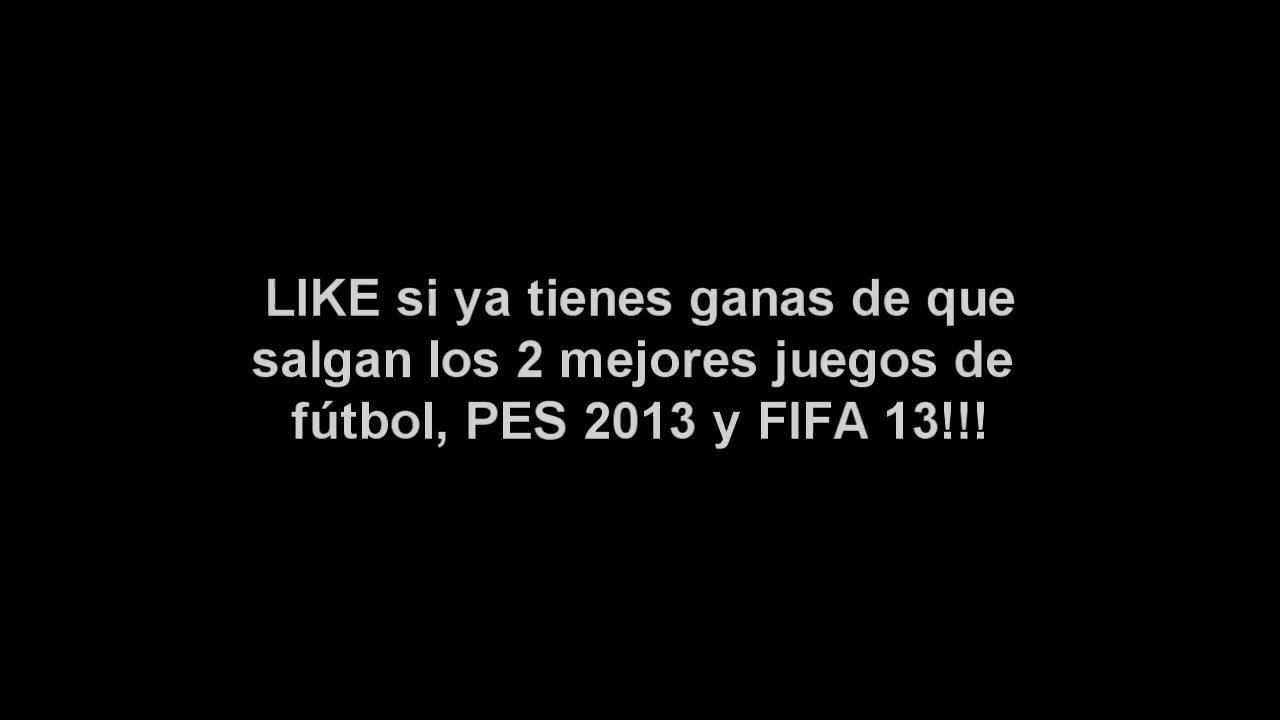 LIKE si ya tienes ganas de que
salgan los 2 mejores juegos de
fútbol, PES 2013 y FIFA 13!!!